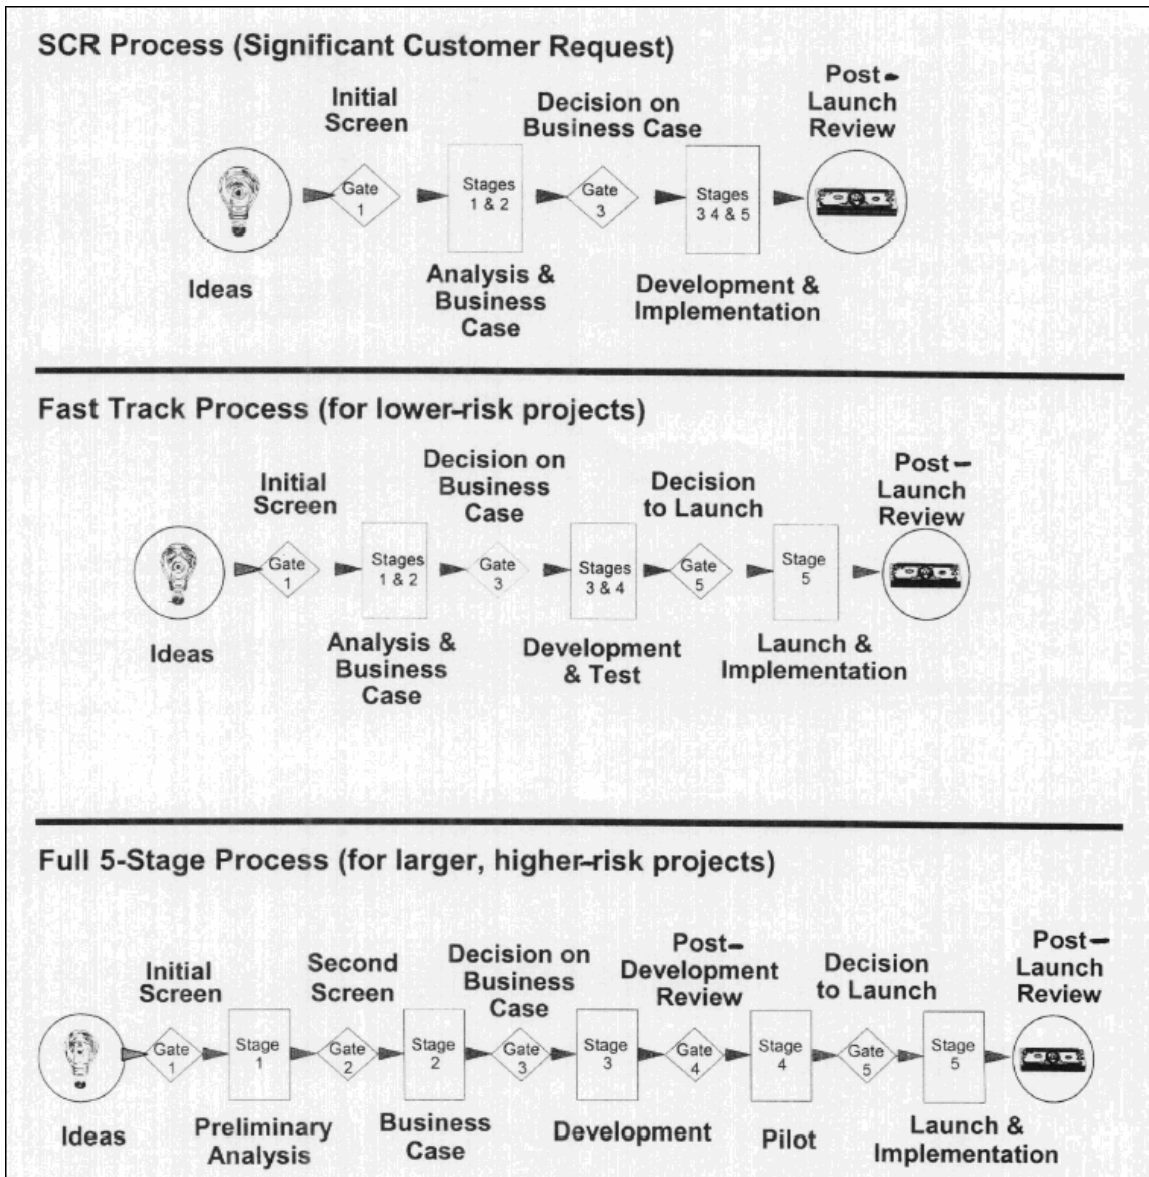 SCR Process (Significant Customer Request)
Initial
Screen
Decision on
Business Case
Post-
Launch
Review
Gate
1
Stages
1 & 2
Gate
3
Stages
3 4 & 5
Ideas
Analysis &
Business
Case
Development &
Implementation
Fast Track Process (for lower-risk projects)
Initial
Screen
Decision on
Business
Case
Decision
to Launch
Post-
Launch
Review
Gate
1
Stages
1 & 2
Gate
3
Stages
3 & 4
Gate
5
Stage
5
Ideas
Analysis &
Business
Case
Development
& Test
Launch &
Implementation
Full 5-Stage Process (for larger, higher-risk projects)
Initial
Screen
Second
Screen
Decision on
Business
Case
Post-
Development
Review
Decision
to Launch
Post-
Launch
Review
Gate
1
Stage
1
Gate
2
Stage
2
Gate
3
Stage
3
Gate
4
Stage
4
Gate
5
Stage
5
Ideas
Preliminary
Analysis
Business
Case
Development
Pilot
Launch &
Implementation